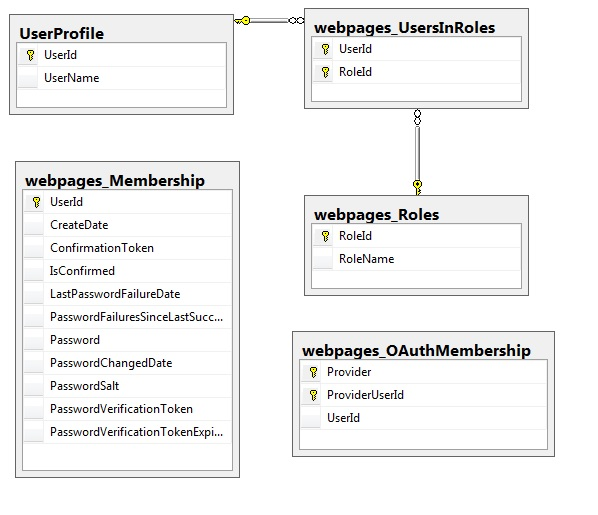 UserProfile
UserId
UserName
webpages_UsersInRoles
UserId
RoleId
webpages_Membership
UserId
CreateDate
ConfirmationToken
IsConfirmed
LastPasswordFailureDate
PasswordFailuresSinceLastSucc...
Password
PasswordChangedDate
PasswordSalt
PasswordVerificationToken
PasswordVerificationTokenExpi...
webpages_Roles
RoleId
RoleName
webpages_OAuthMembership
Provider
ProviderUserId
UserId